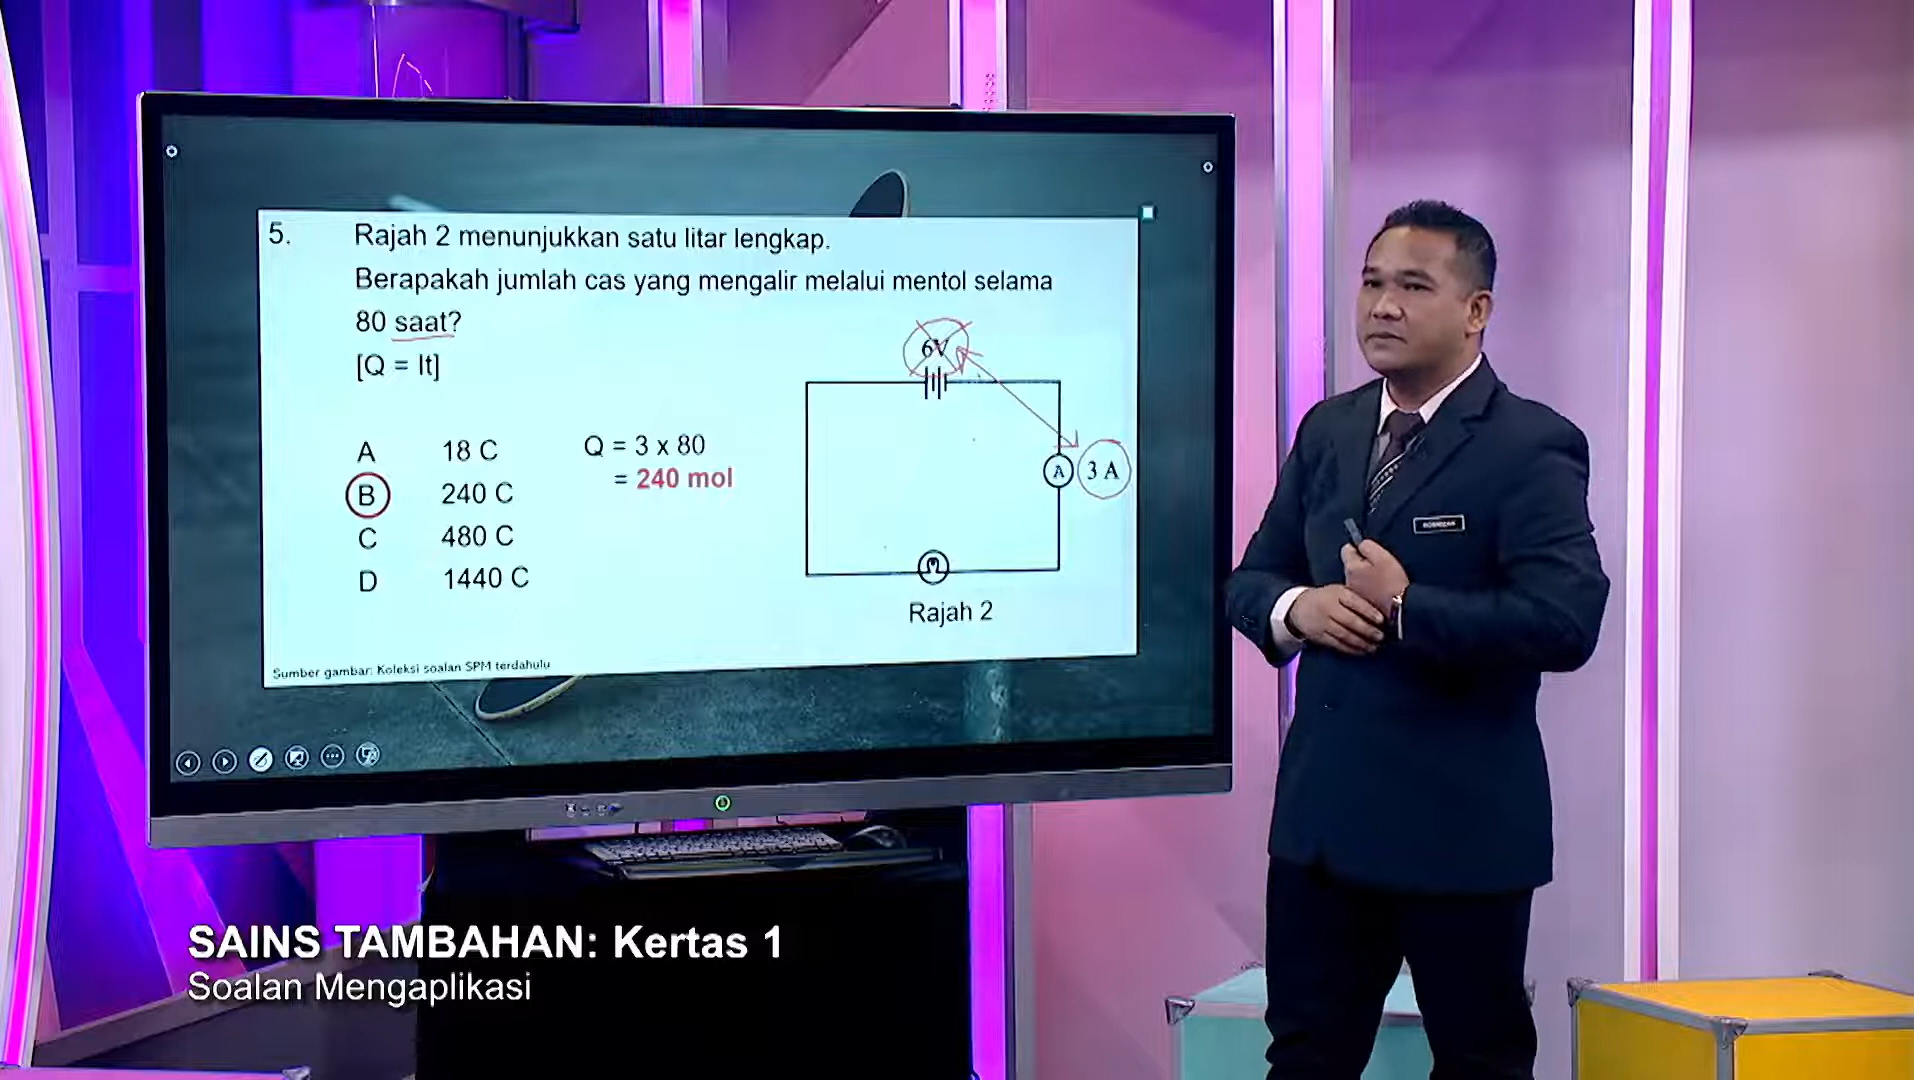 5. Rajah 2 menunjukkan satu litar lengkap.
Berapakah jumlah cas yang mengalir melalui mentol selama
80 saat?
[Q = It]
A 18 C
B 240 C
C 480 C
D 1440 C
Q = 3 x 80
= 240 mol
6V
A 3 A
Rajah 2
Sumber gambar: Koleksi soalan SPM terdahulu
SAINS TAMBAHAN: Kertas 1
Soalan Mengaplikasi